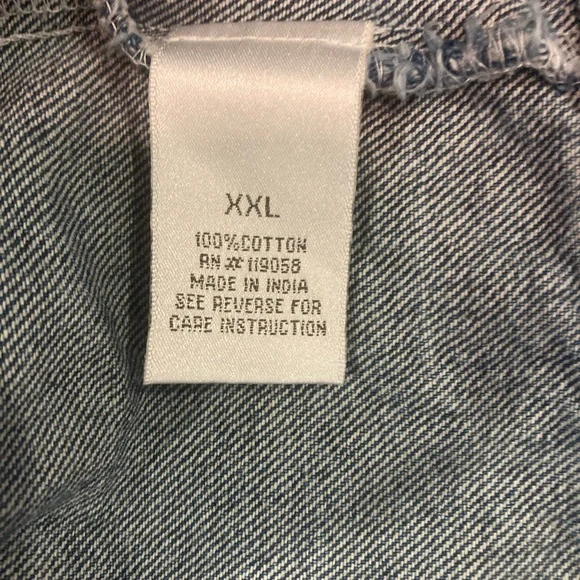 XXL
100%COTTON
RN # 119058
MADE IN INDIA
SEE REVERSE FOR
CARE INSTRUCTION